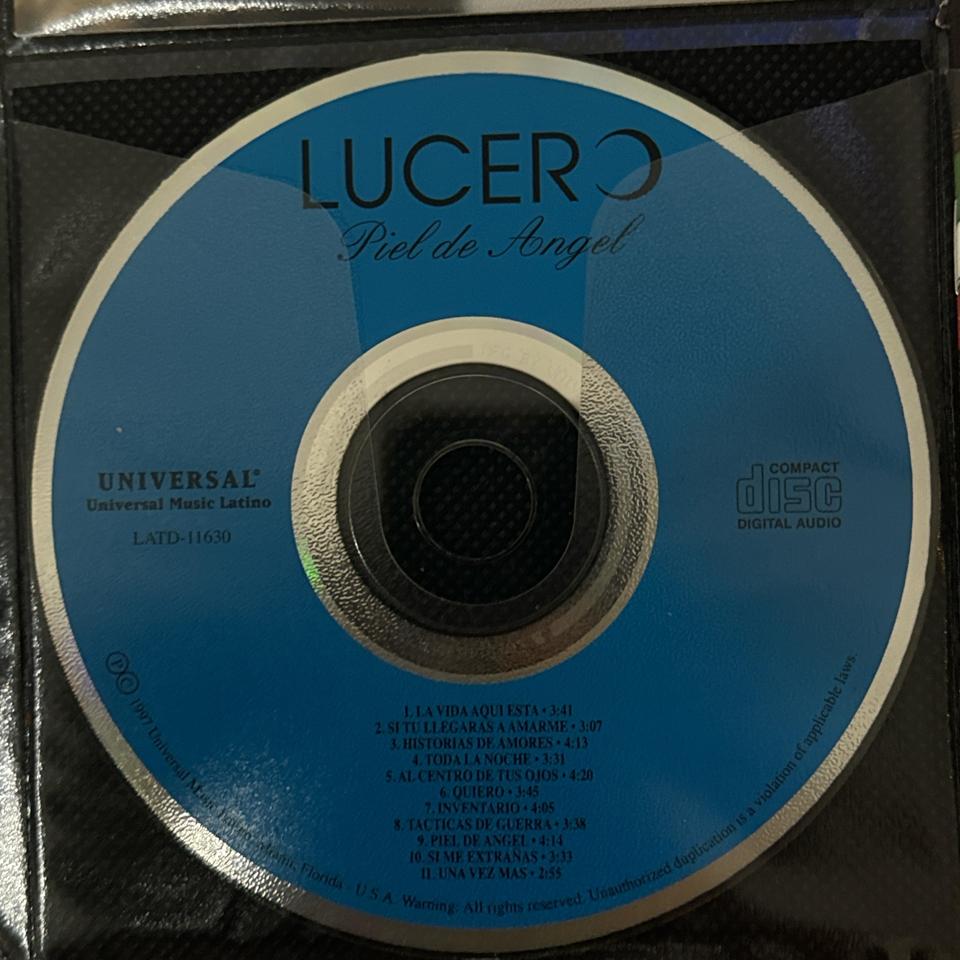 LUCERO
Piel de Angel
UNIVERSAL®
Universal Music Latino
LATD-11630
COMPACT
disc
DIGITAL AUDIO
1. LA VIDA AQUI ESTA • 3:41
2. SI TU LLEGARAS A AMARME • 3:07
3. HISTORIAS DE AMORES • 4:13
4. TODA LA NOCHE • 3:31
5. AL CENTRO DE TUS OJOS • 4:20
6. QUIERO • 3:45
7. INVENTARIO • 4:05
8. TACTICAS DE GUERRA • 3:38
9. PIEL DE ANGEL • 4:14
10. SI ME EXTRAÑAS • 3:33
11. UNA VEZ MAS • 2:55
Ⓟ© 1997 Universal Music Latino, Miami, Florida - U.S.A. Warning: All rights reserved. Unauthorized duplication is a violation of applicable laws.